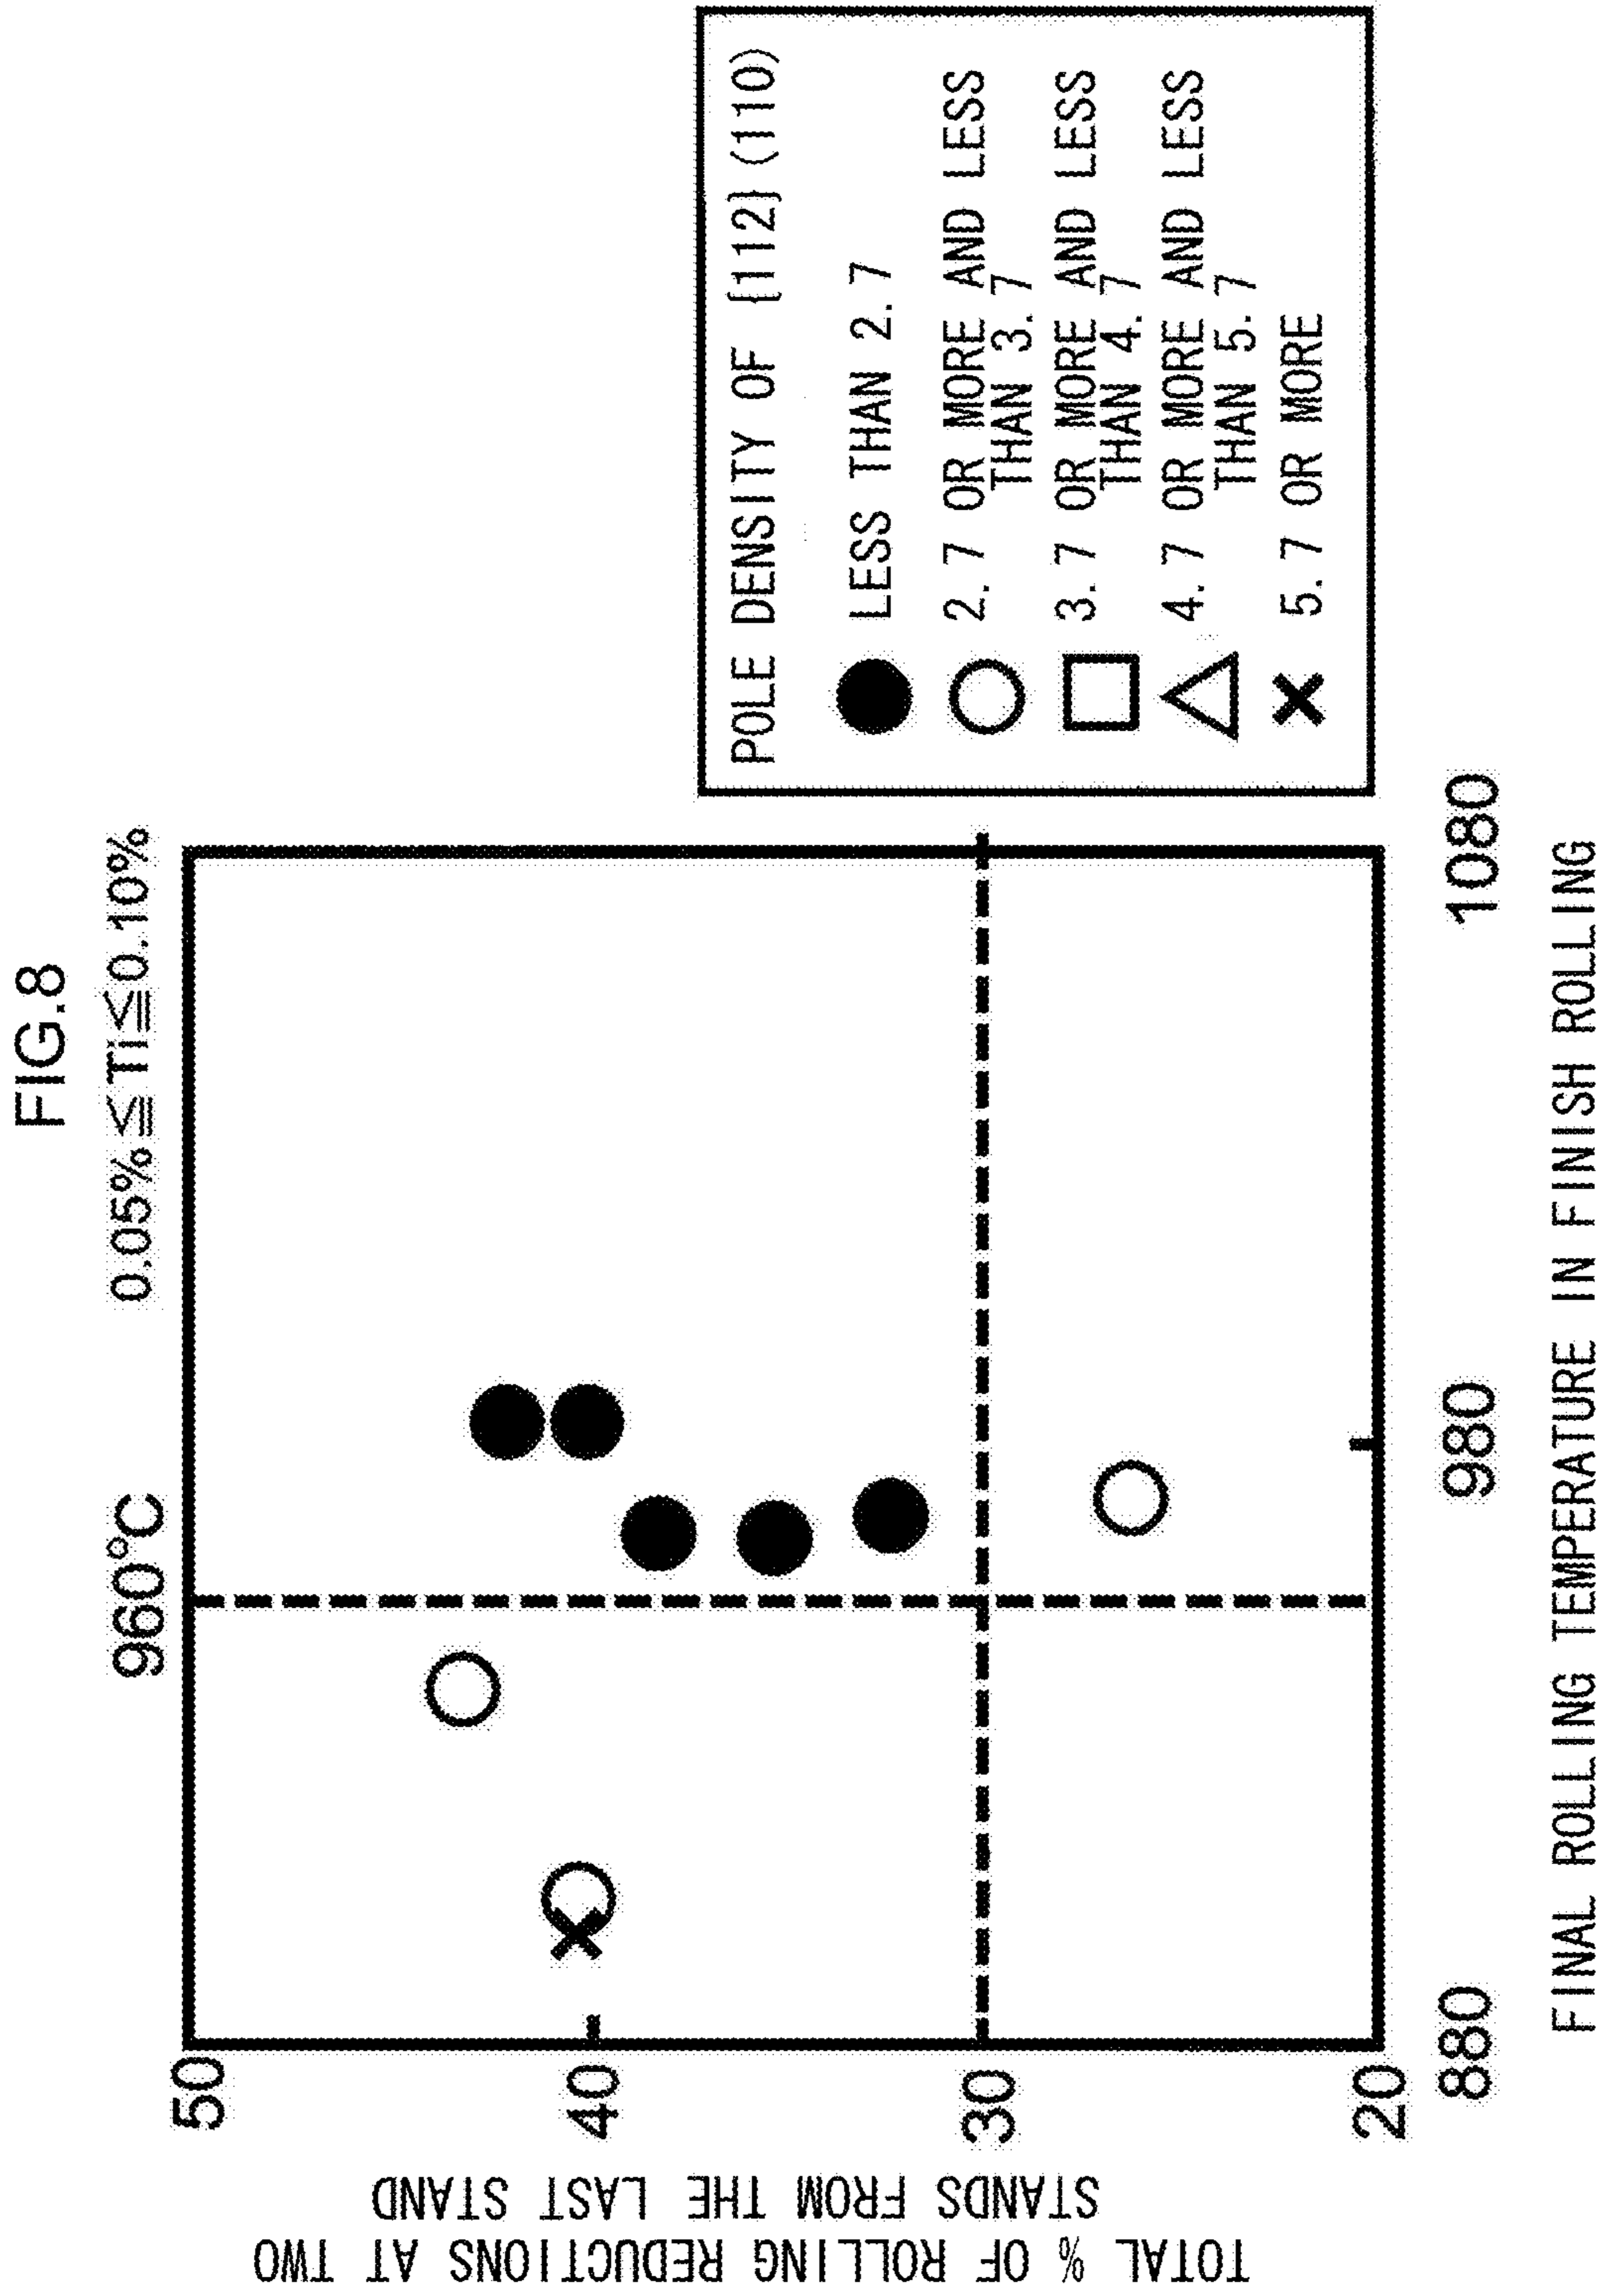 FIG.8
0.05%≦Ti≦0.10%
960°C
50
40
30
20
TOTAL % OF ROLLING REDUCTIONS AT TWO
STANDS FROM THE LAST STAND
880
980
1080
FINAL ROLLING TEMPERATURE IN FINISH ROLLING
POLE DENSITY OF {112} (110)
LESS THAN 2.7
2.7 OR MORE AND LESS
THAN 3.7
3.7 OR MORE AND LESS
THAN 4.7
4.7 OR MORE AND LESS
THAN 5.7
5.7 OR MORE